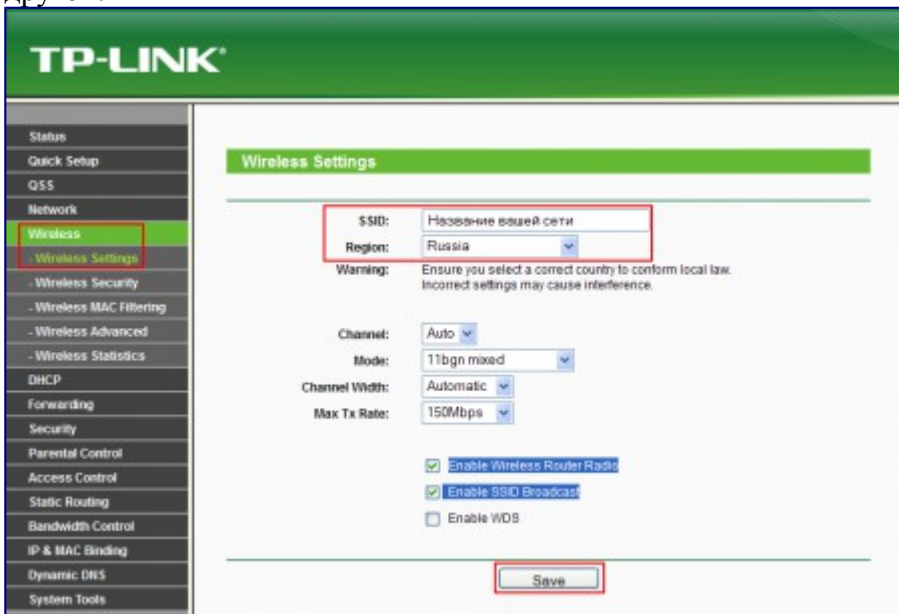 TP-LINK®
Status
Quick Setup
QSS
Network
Wireless
- Wireless Settings
- Wireless Security
- Wireless MAC Filtering
- Wireless Advanced
- Wireless Statistics
DHCP
Forwarding
Security
Parental Control
Access Control
Static Routing
Bandwidth Control
IP & MAC Binding
Dynamic DNS
System Tools
Wireless Settings
SSID: Название вашей сети
Region: Russia
Warning: Ensure you select a correct country to conform local law.
Incorrect settings may cause interference.
Channel: Auto
Mode: 11bgn mixed
Channel Width: Automatic
Max Tx Rate: 150Mbps
Enable Wireless Router Radio
Enable SSID Broadcast
Enable WDS
Save